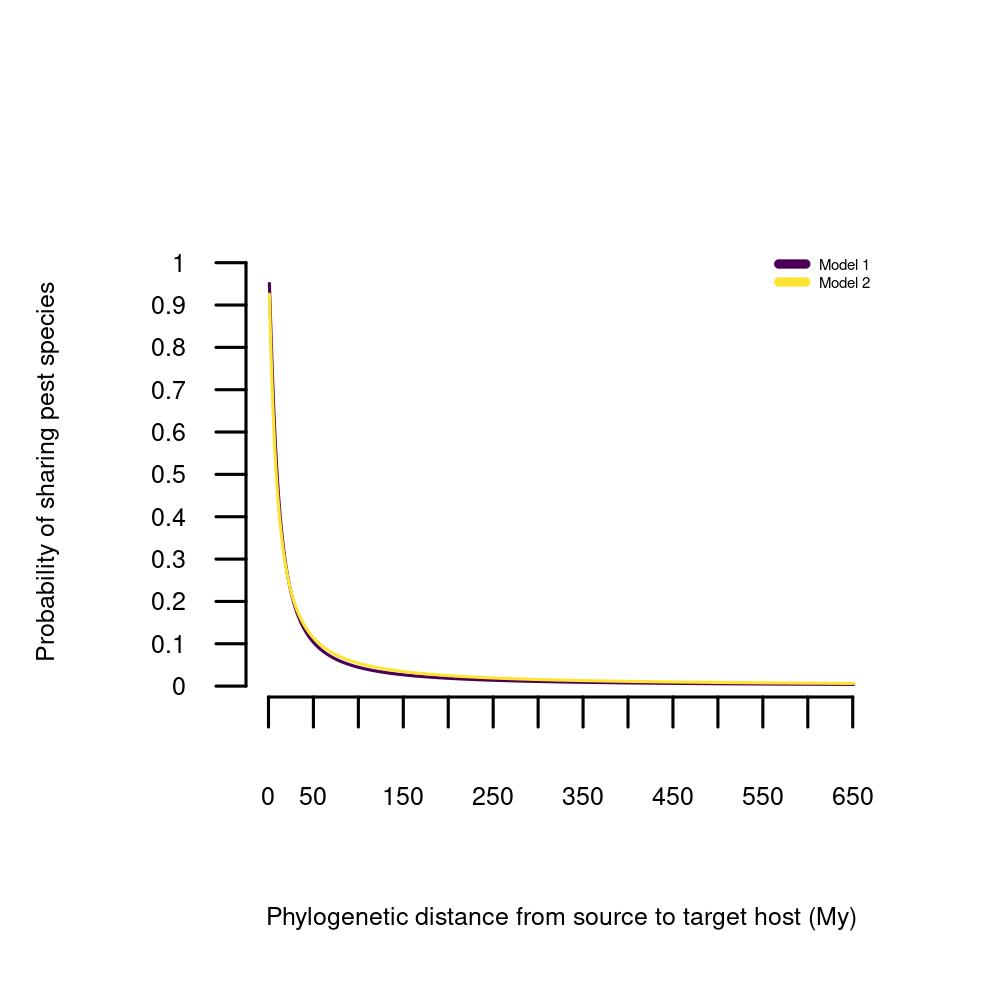 Model 1
Model 2
Probability of sharing pest species
1
0.9
0.8
0.7
0.6
0.5
0.4
0.3
0.2
0.1
0
0 50 150 250 350 450 550 650
Phylogenetic distance from source to target host (My)